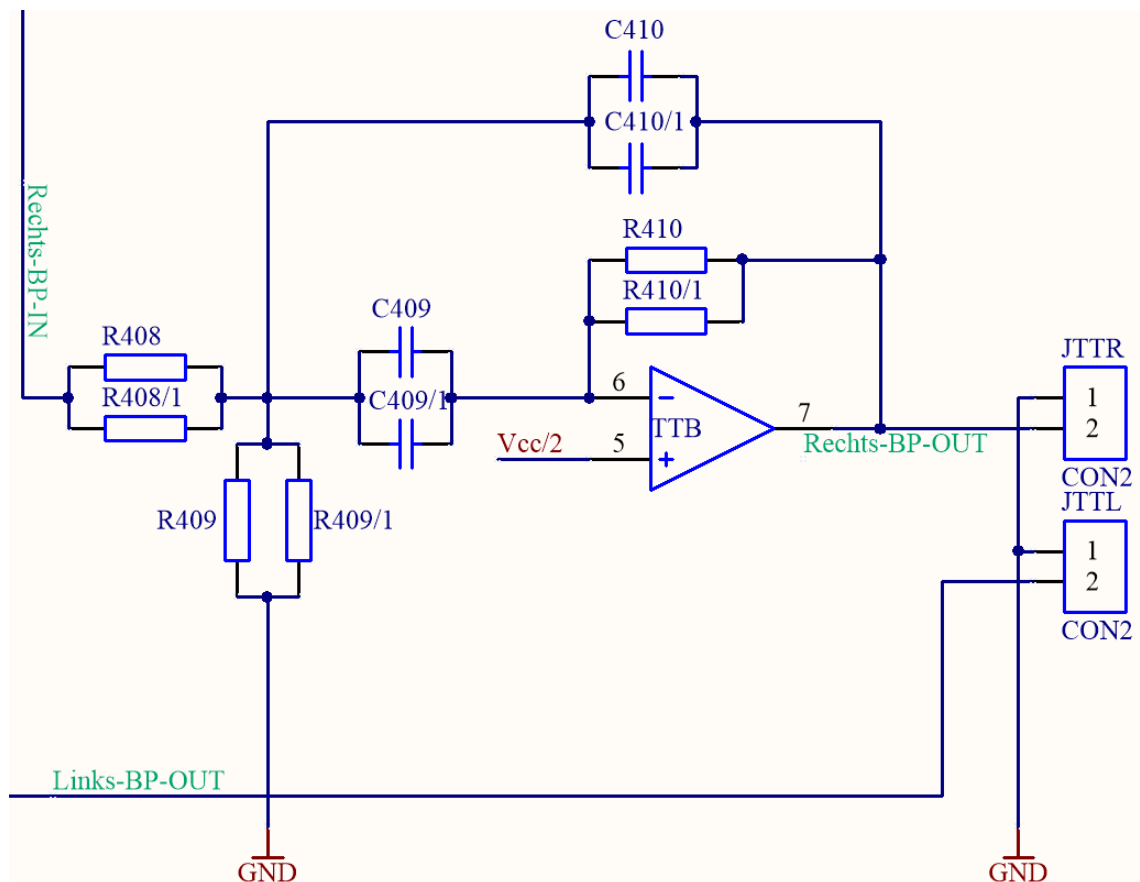 C410
C410/1
Rechts-BP-IN
R410
R410/1
C409
C409/1
R408
R408/1
6
7
5
TTB
Vcc/2
Rechts-BP-OUT
JTTR
1
2
CON2
JTTL
1
2
CON2
R409
R409/1
Links-BP-OUT
GND
GND